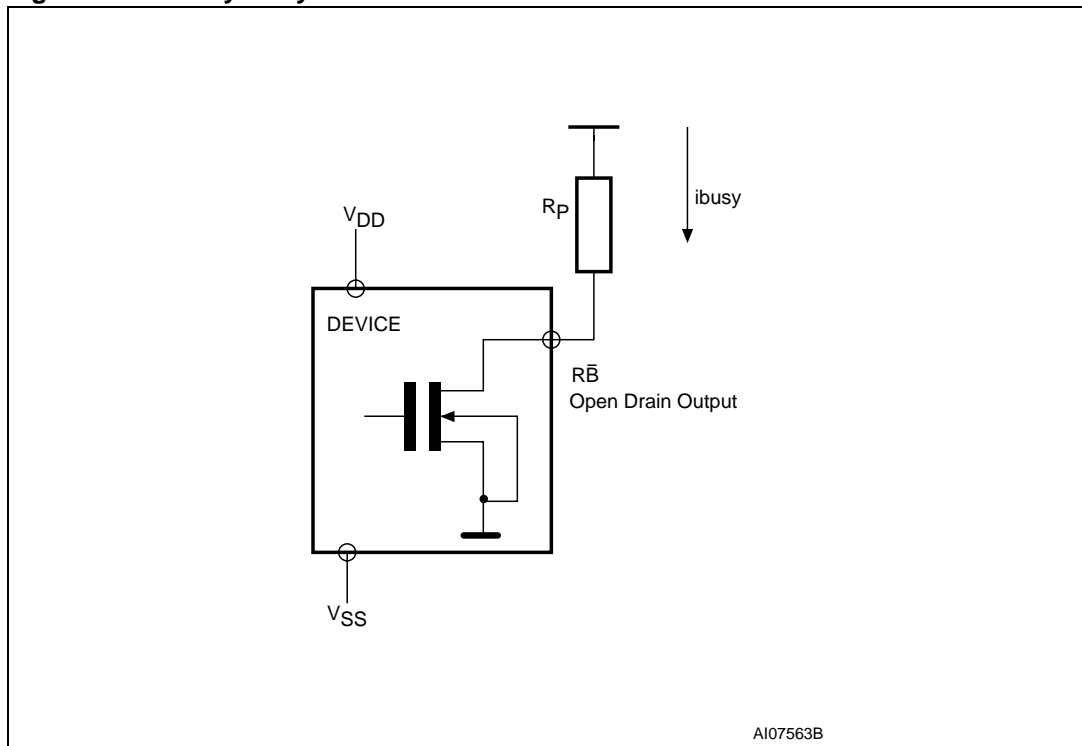 RP
ibusy
VDD
DEVICE
RB̄
Open Drain Output
VSS
AI07563B